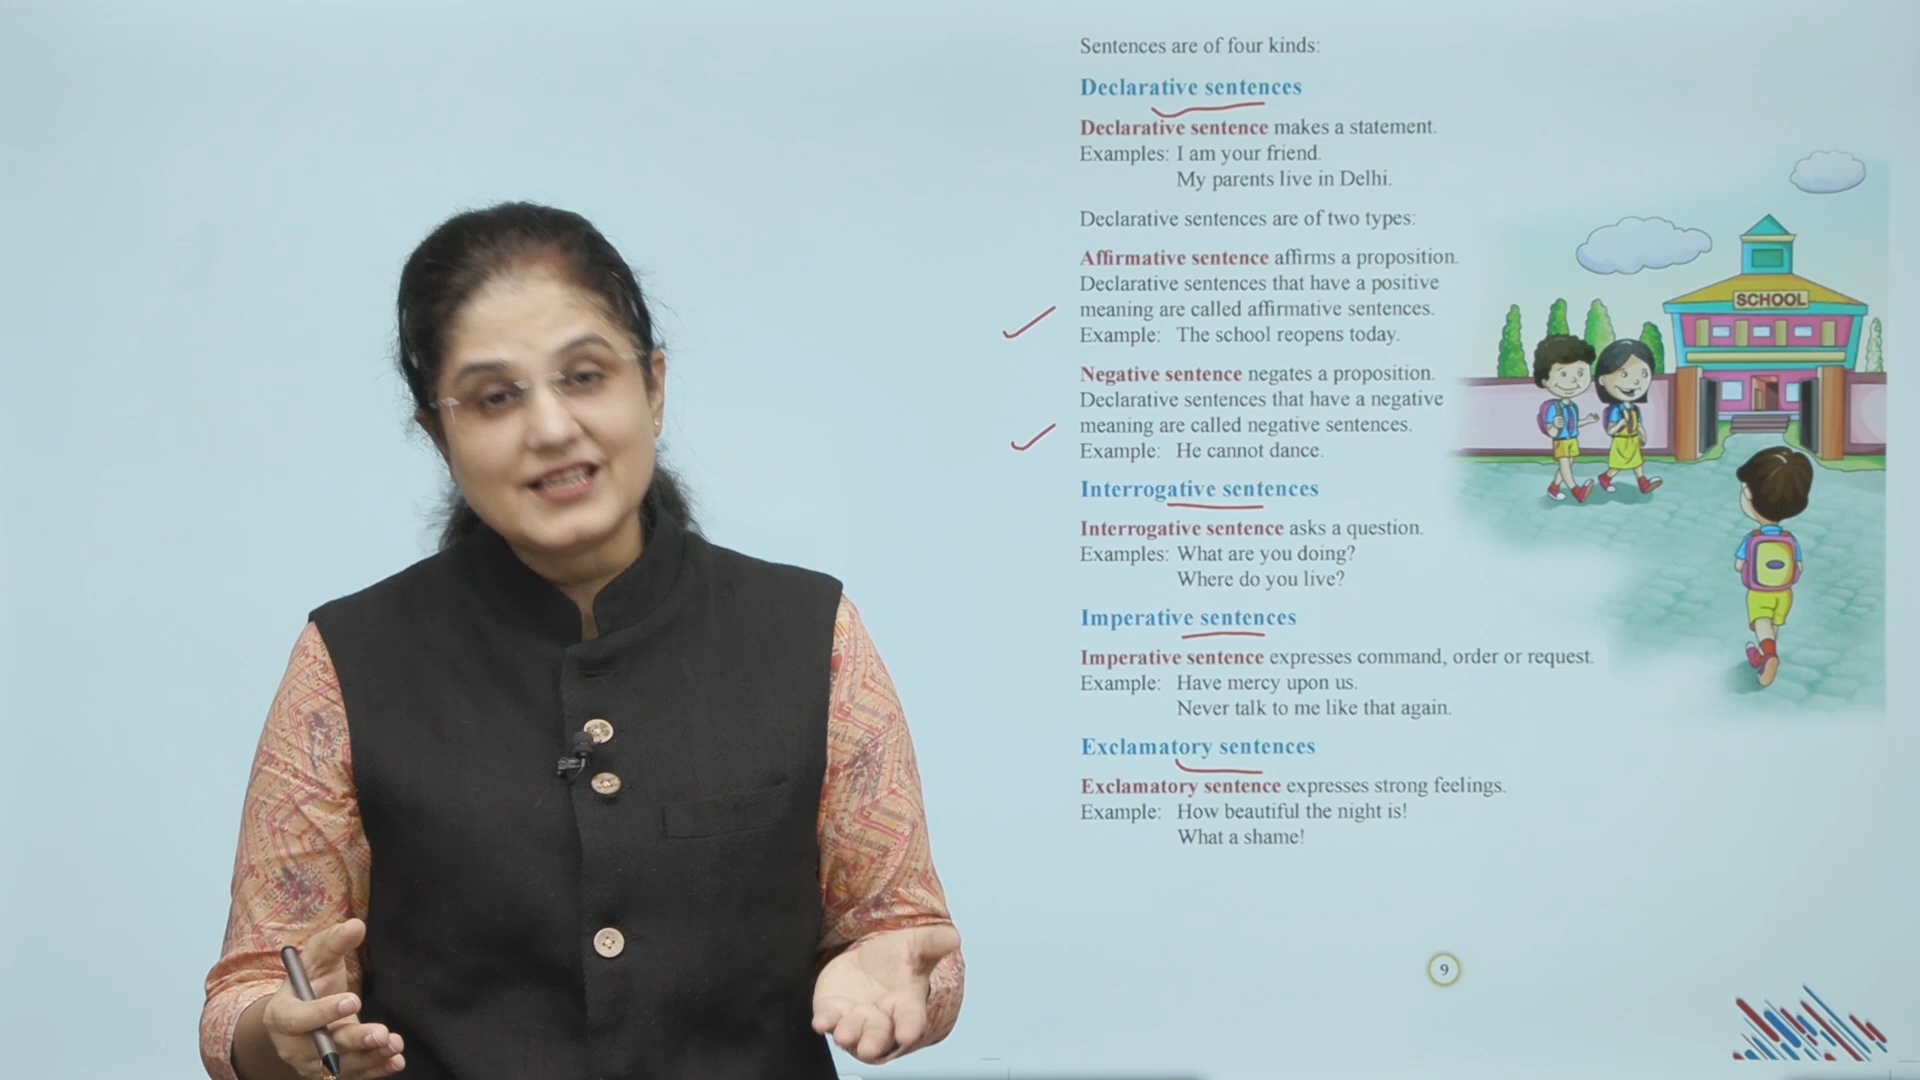 Sentences are of four kinds:
Declarative sentences
Declarative sentence makes a statement.
Examples: I am your friend.
My parents live in Delhi.
Declarative sentences are of two types:
Affirmative sentence affirms a proposition.
Declarative sentences that have a positive
meaning are called affirmative sentences.
Example: The school reopens today.
SCHOOL
Negative sentence negates a proposition.
Declarative sentences that have a negative
meaning are called negative sentences.
Example: He cannot dance.
Interrogative sentences
Interrogative sentence asks a question.
Examples: What are you doing?
Where do you live?
Imperative sentences
Imperative sentence expresses command, order or request.
Example: Have mercy upon us.
Never talk to me like that again.
Exclamatory sentences
Exclamatory sentence expresses strong feelings.
Example: How beautiful the night is!
What a shame!
9